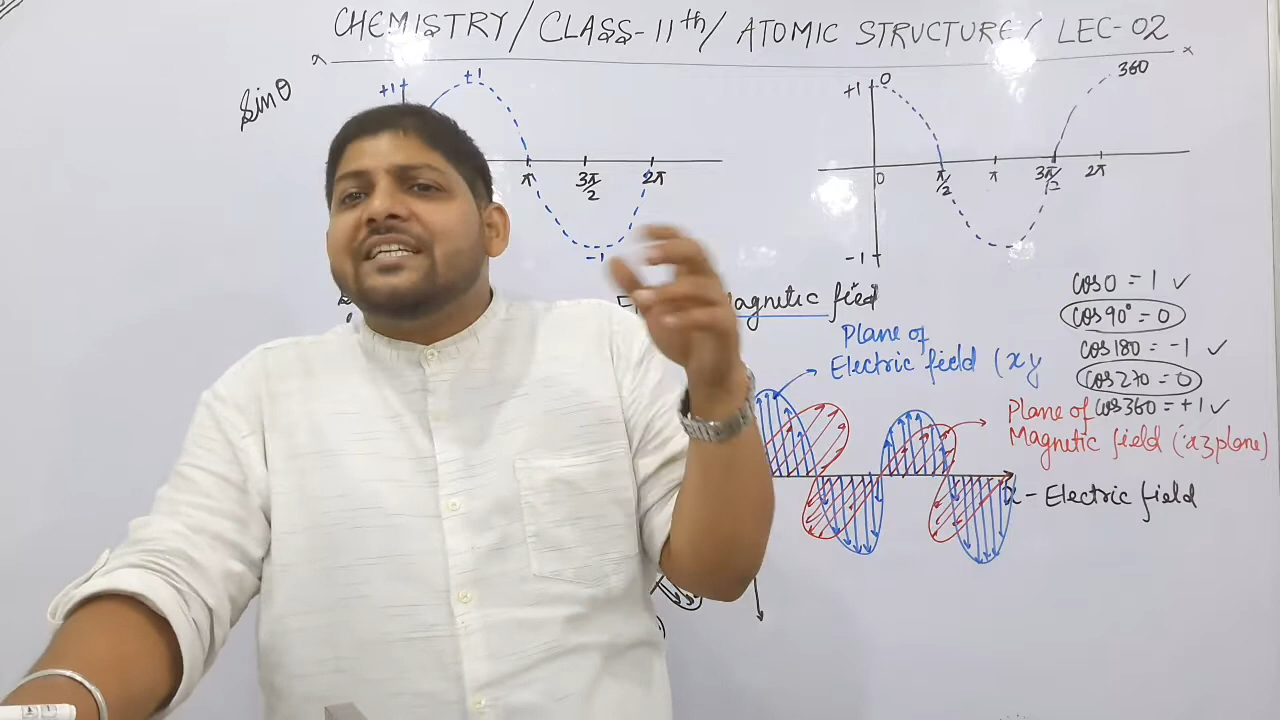 CHEMISTRY / CLASS-11th / ATOMIC STRUCTURE / LEC-02
sinθ
+1
+1
π
3π/2
2π
-1
+1
0
360
0
π/2
π
3π/2
2π
-1
cos0 = 1 ✓
cos90° = 0
cos180 = -1 ✓
cos270 = 0
cos360 = +1 ✓
agnetic field
Plane of
Electric field (xy
Plane of
Magnetic field (xz plane)
x - Electric field